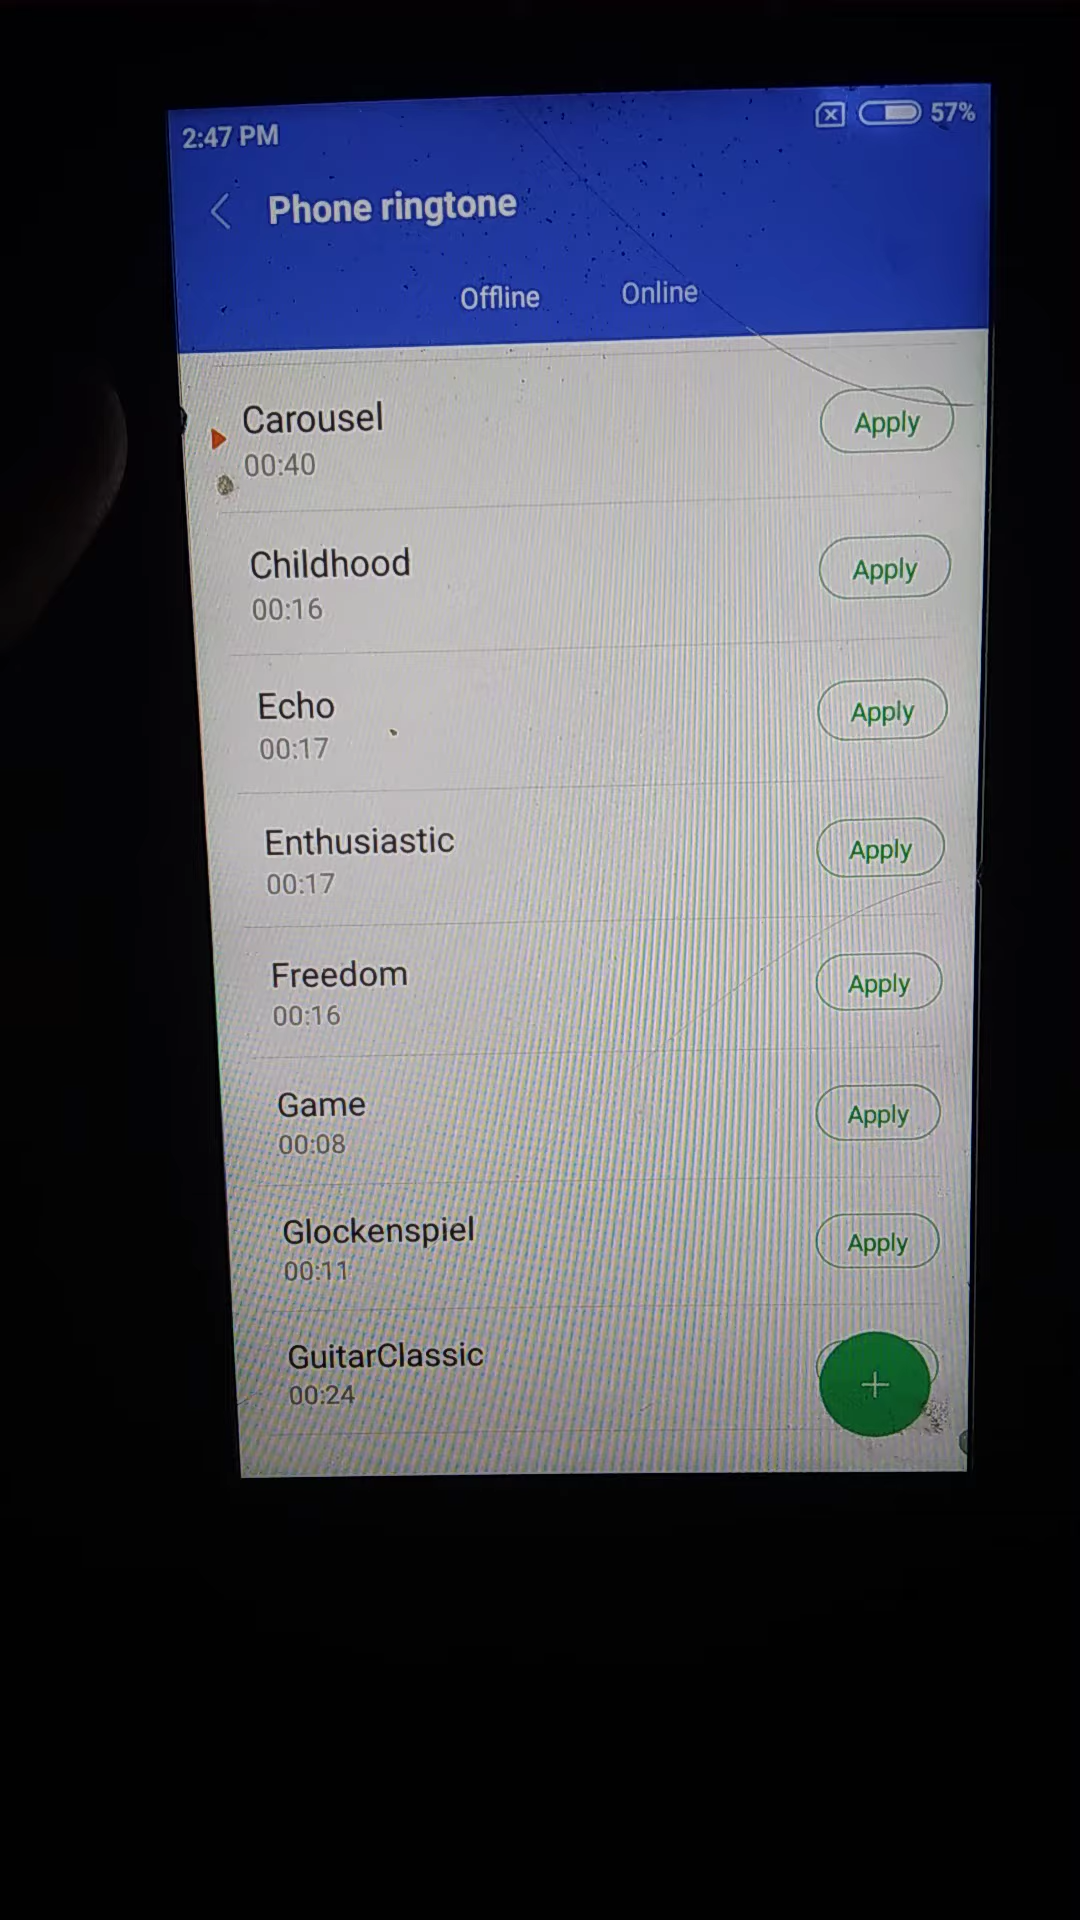 2:47 PM 57%
Phone ringtone
Offline Online
Carousel
00:40
Apply
Childhood
00:16
Apply
Echo
00:17
Apply
Enthusiastic
00:17
Apply
Freedom
00:16
Apply
Game
00:08
Apply
Glockenspiel
00:11
Apply
GuitarClassic
00:24
+